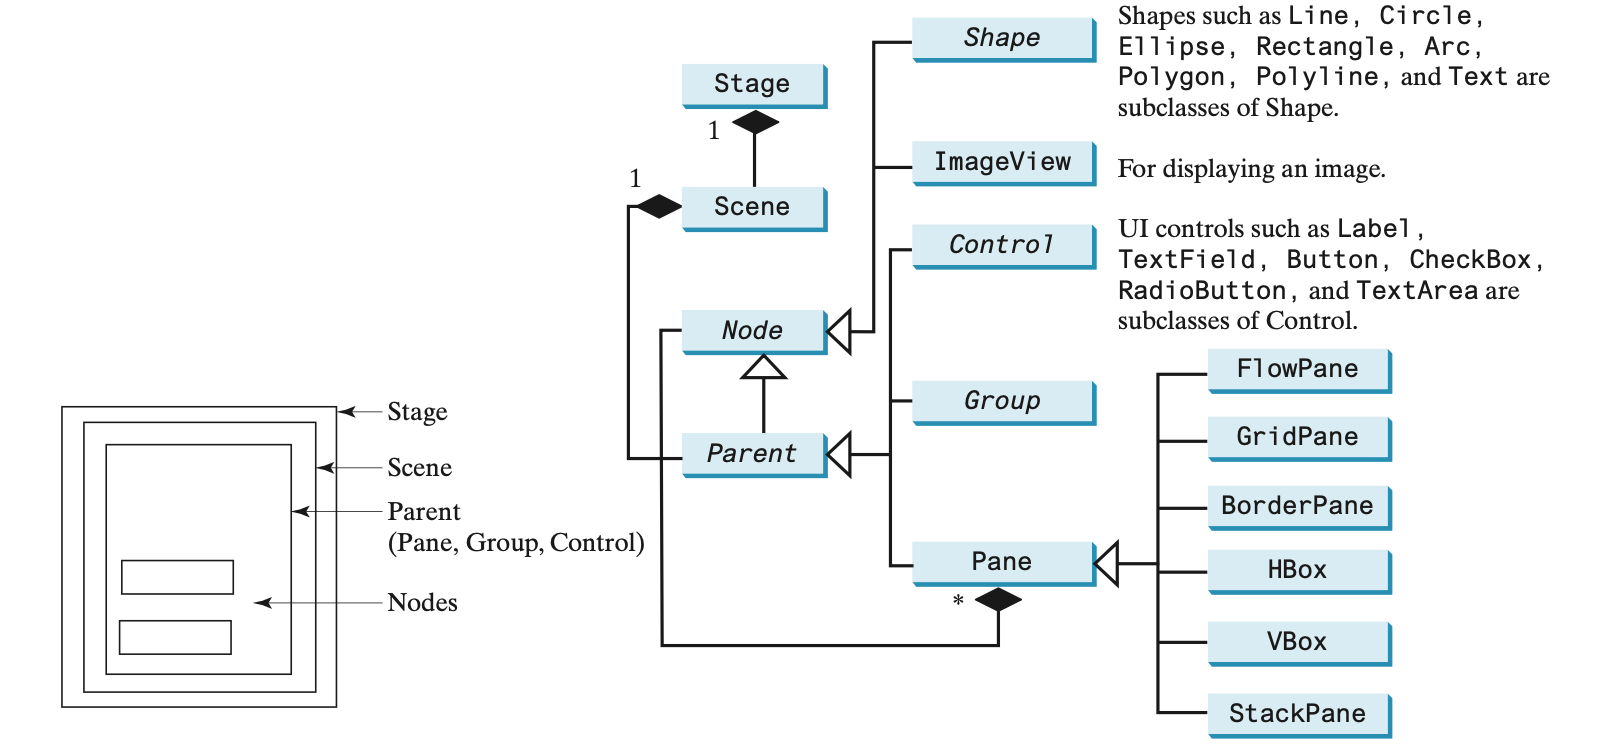 Stage
Scene
Parent
(Pane, Group, Control)
Nodes
Stage
1
1
Scene
Node
Parent
Shape
Shapes such as Line, Circle,
Ellipse, Rectangle, Arc,
Polygon, Polyline, and Text are
subclasses of Shape.
ImageView
For displaying an image.
Control
UI controls such as Label,
TextField, Button, CheckBox,
RadioButton, and TextArea are
subclasses of Control.
Group
Pane
*
FlowPane
GridPane
BorderPane
HBox
VBox
StackPane